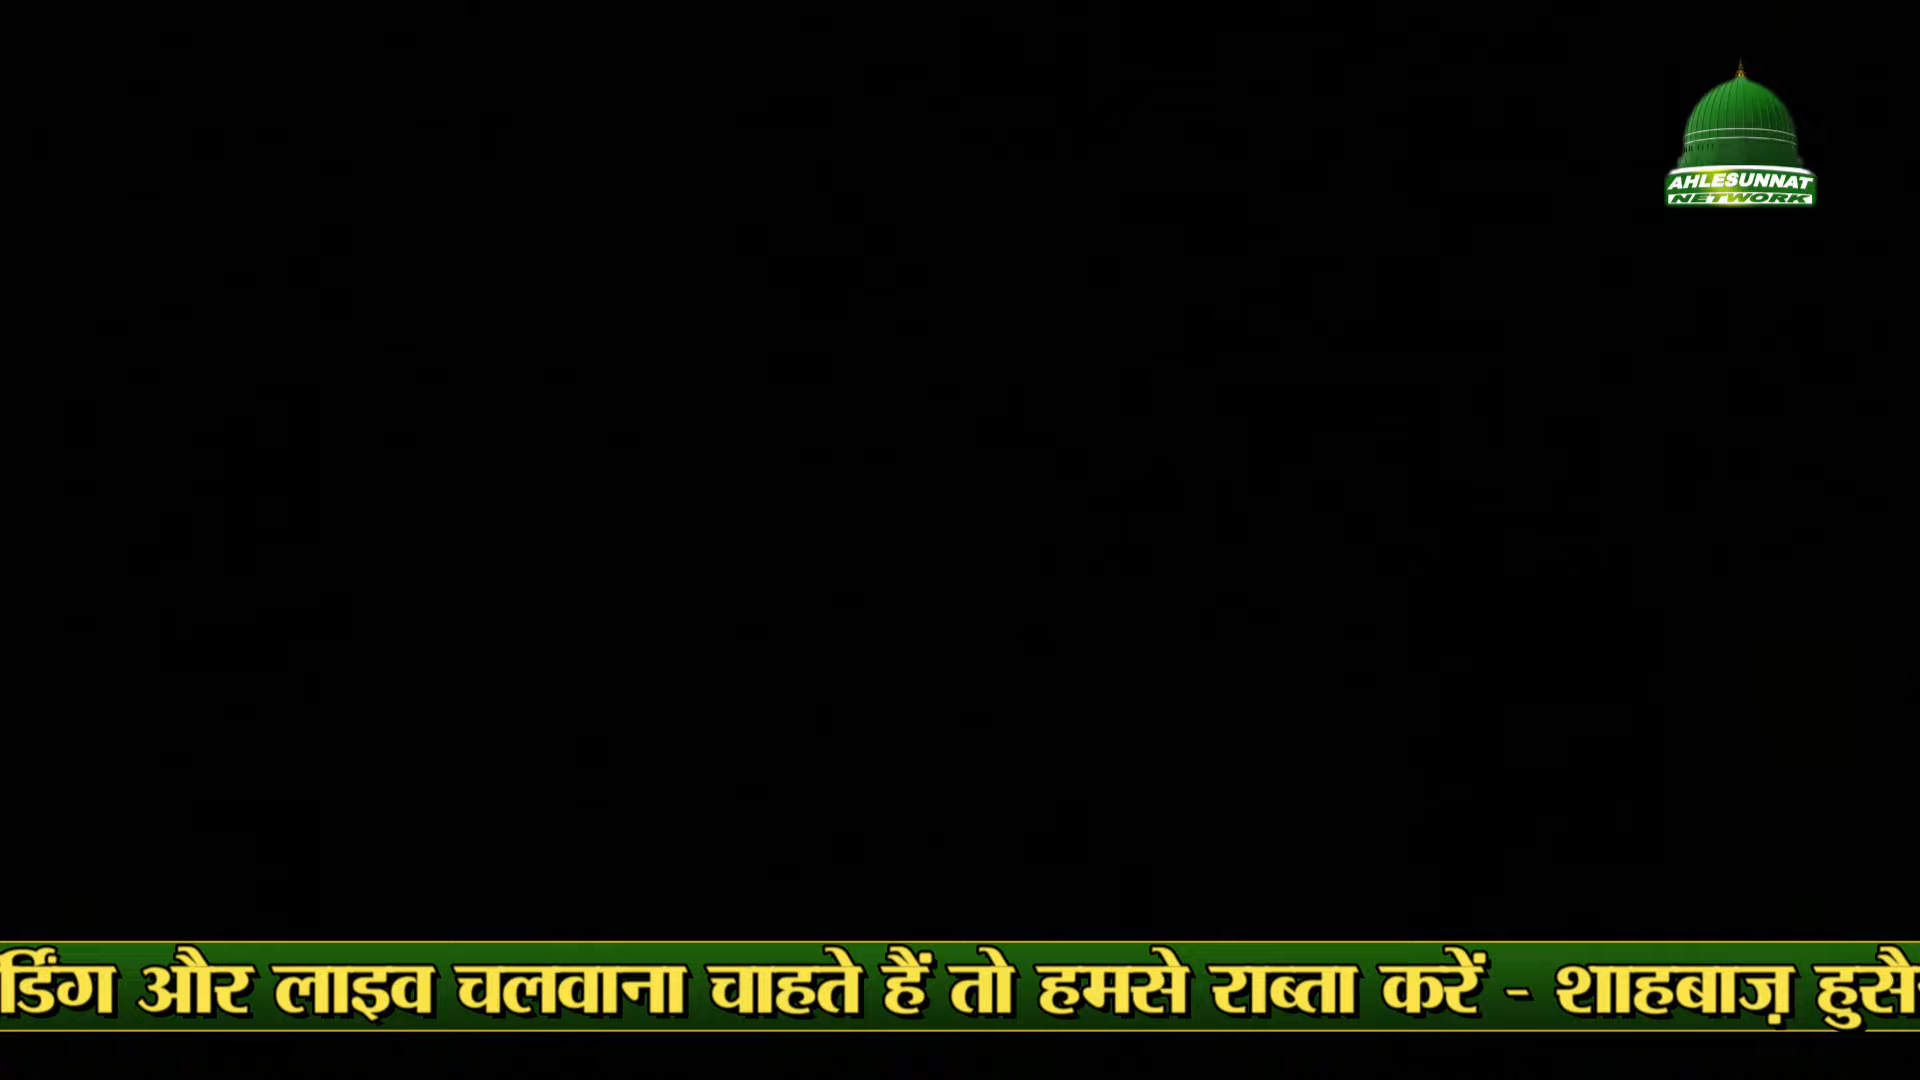 AHLESUNNAT
NETWORK
र्डिंग और लाइव चलवाना चाहते हैं तो हमसे राब्ता करें - शाहबाज़